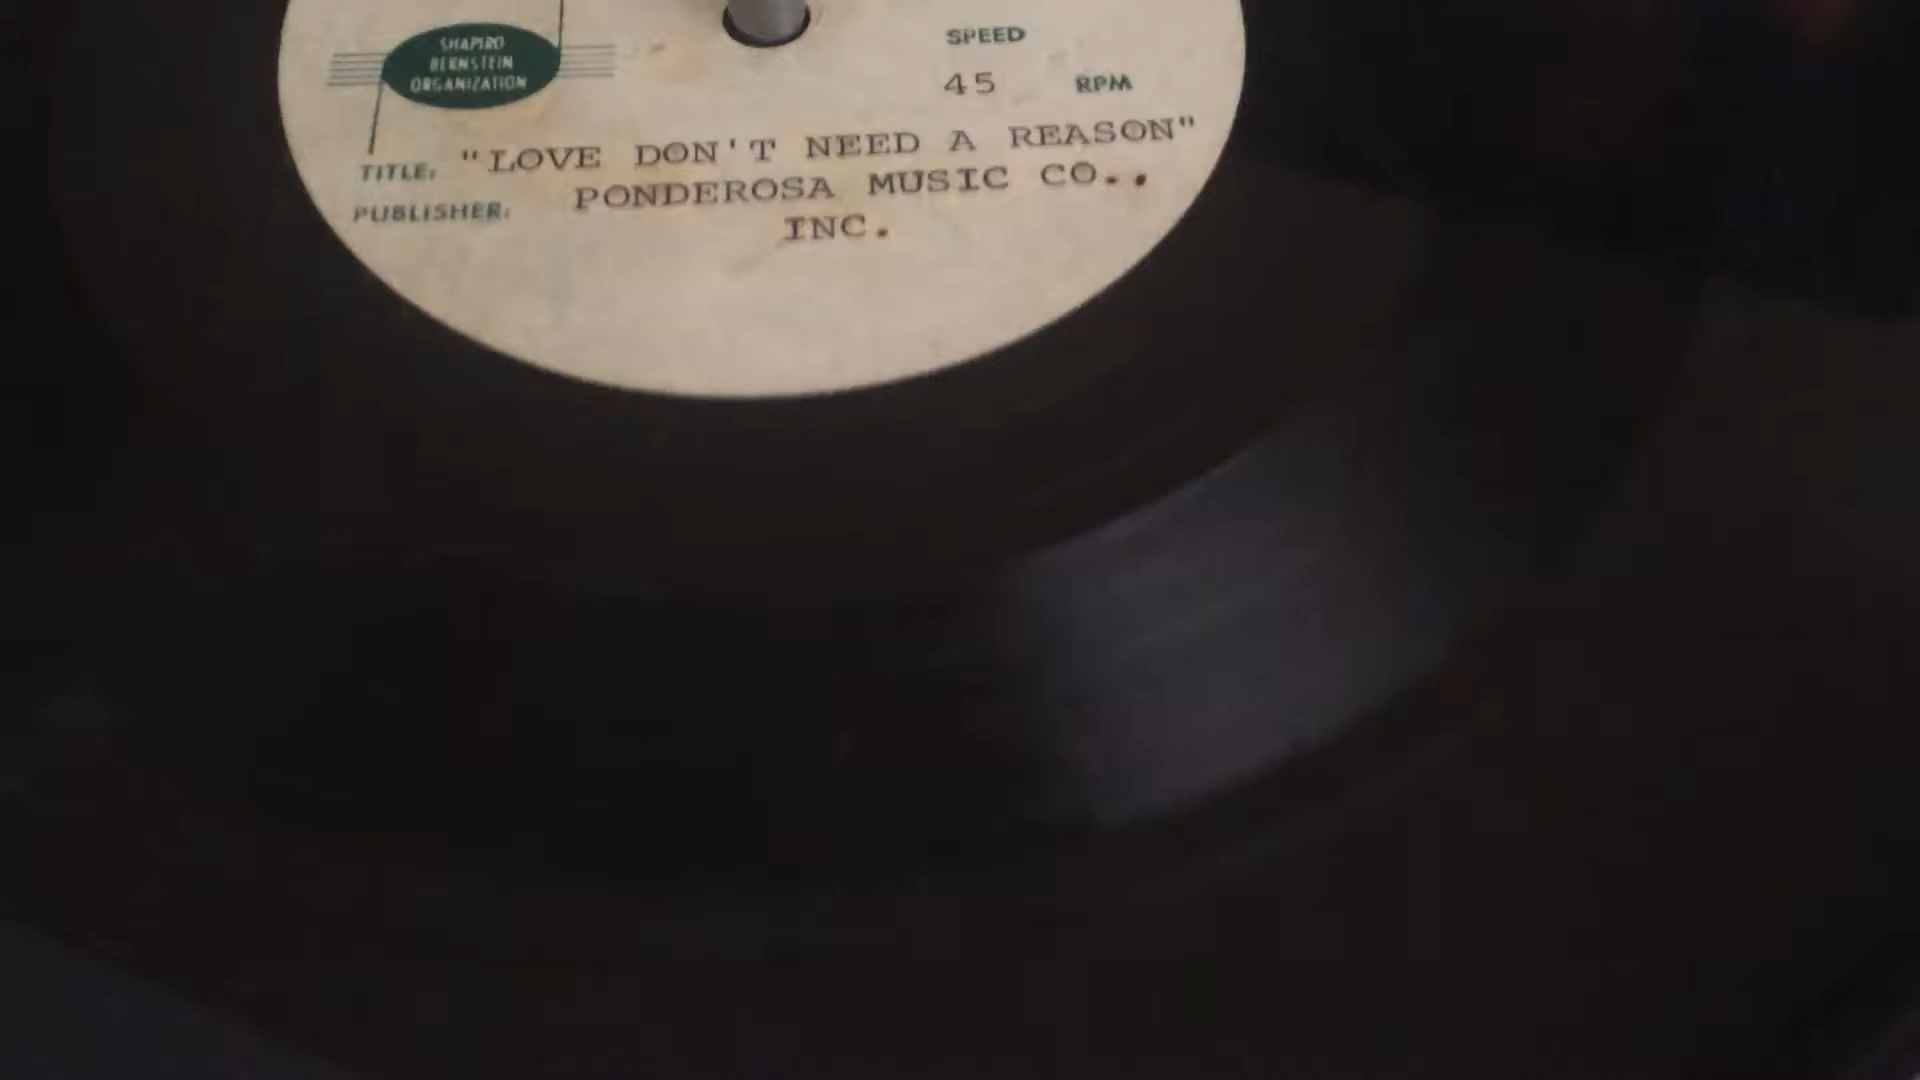 SHAPIRO
BERNSTEIN
ORGANIZATION
SPEED
45 RPM
TITLE: "LOVE DON'T NEED A REASON"
PUBLISHER: PONDEROSA MUSIC CO.,
INC.